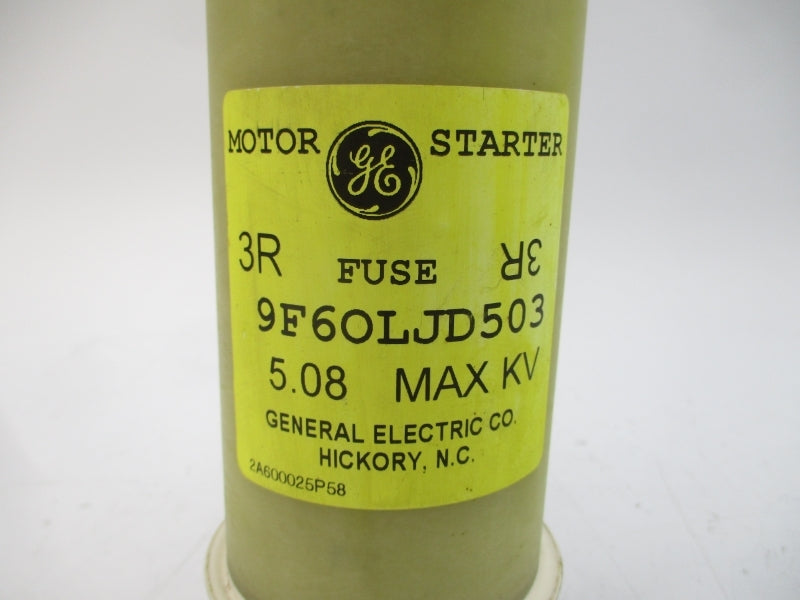 MOTOR GE STARTER
3R FUSE 3R
9F60LJD503
5.08 MAX KV
GENERAL ELECTRIC CO.
HICKORY, N.C.
2A600025P58